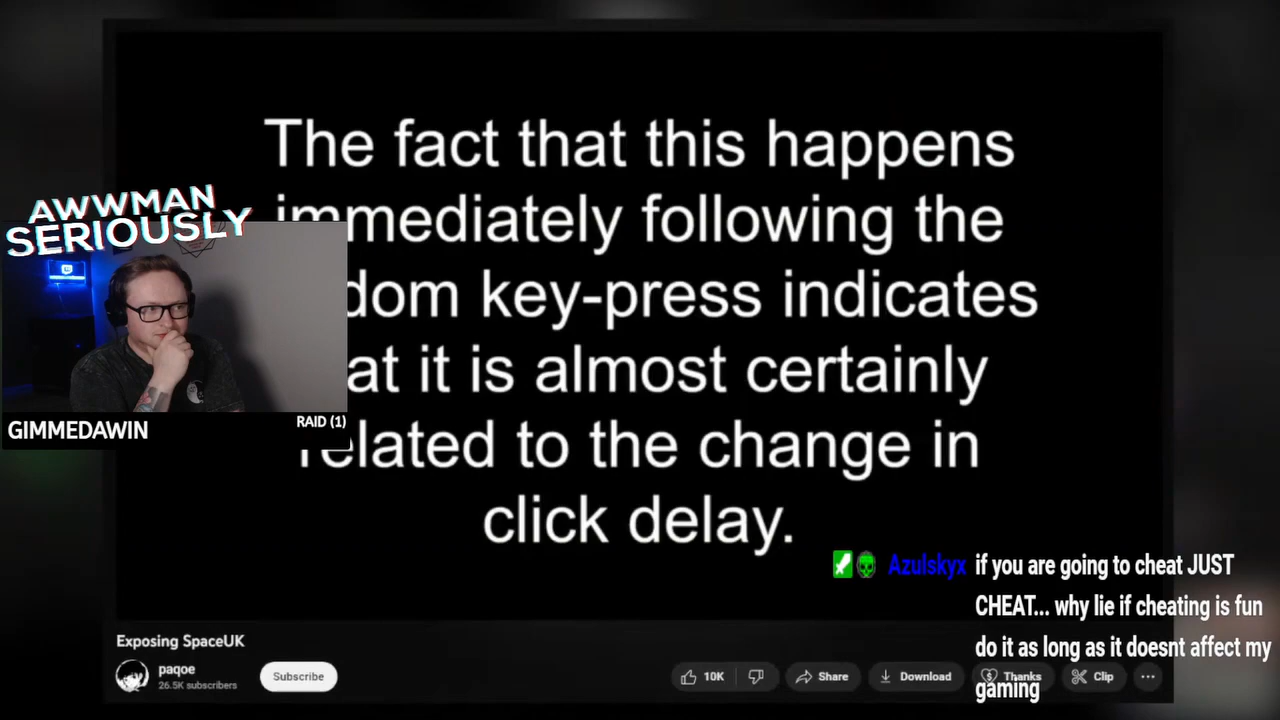 The fact that this happens
immediately following the
dom key-press indicates
at it is almost certainly
related to the change in
click delay.
AWWMAN
SERIOUSLY
GIMMEDAWIN
RAID (1)
Azulskyx if you are going to cheat JUST
CHEAT... why lie if cheating is fun
do it as long as it doesnt affect my
gaming
Exposing SpaceUK
paqoe
26.5K subscribers
Subscribe
10K
Share
Download
Thanks
Clip